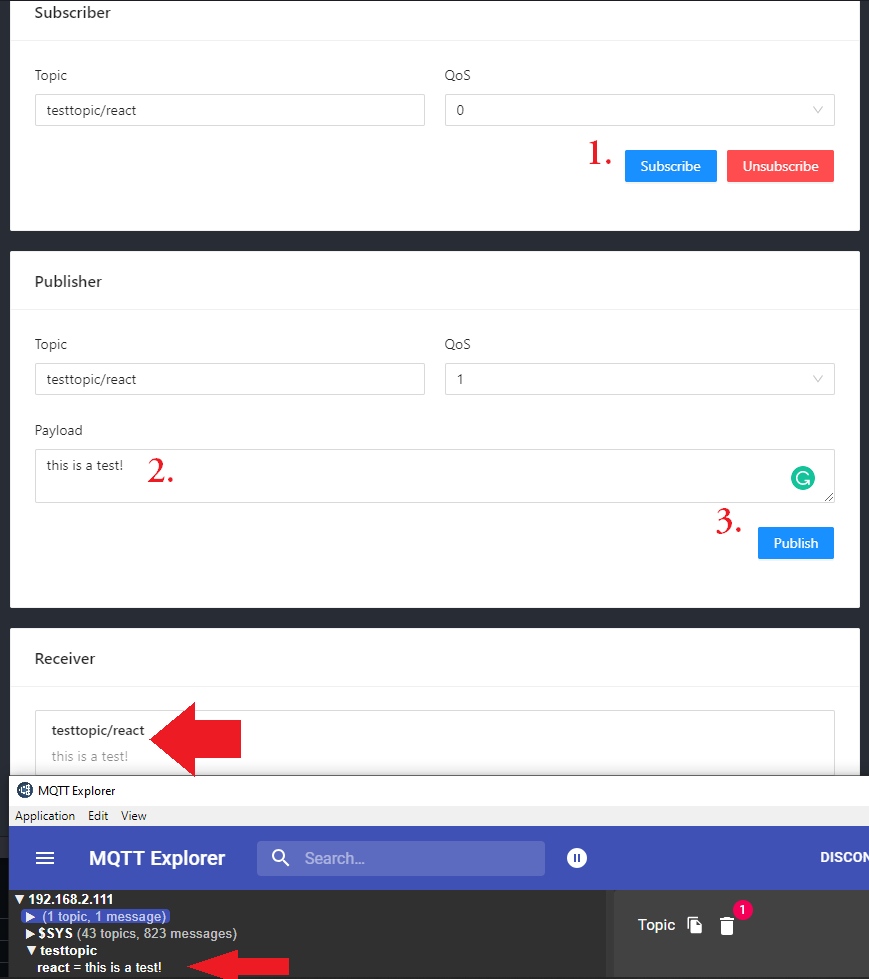 Subscriber
Topic
QoS
testtopic/react
0
1.
Subscribe
Unsubscribe
Publisher
Topic
QoS
testtopic/react
1
Payload
this is a test!
2.
3.
Publish
Receiver
testtopic/react
this is a test!
MQTT Explorer
Application Edit View
MQTT Explorer
Search...
DISCON
▼ 192.168.2.111
▶ (1 topic, 1 message)
▶ $SYS (43 topics, 823 messages)
▼ testtopic
react = this is a test!
Topic
1